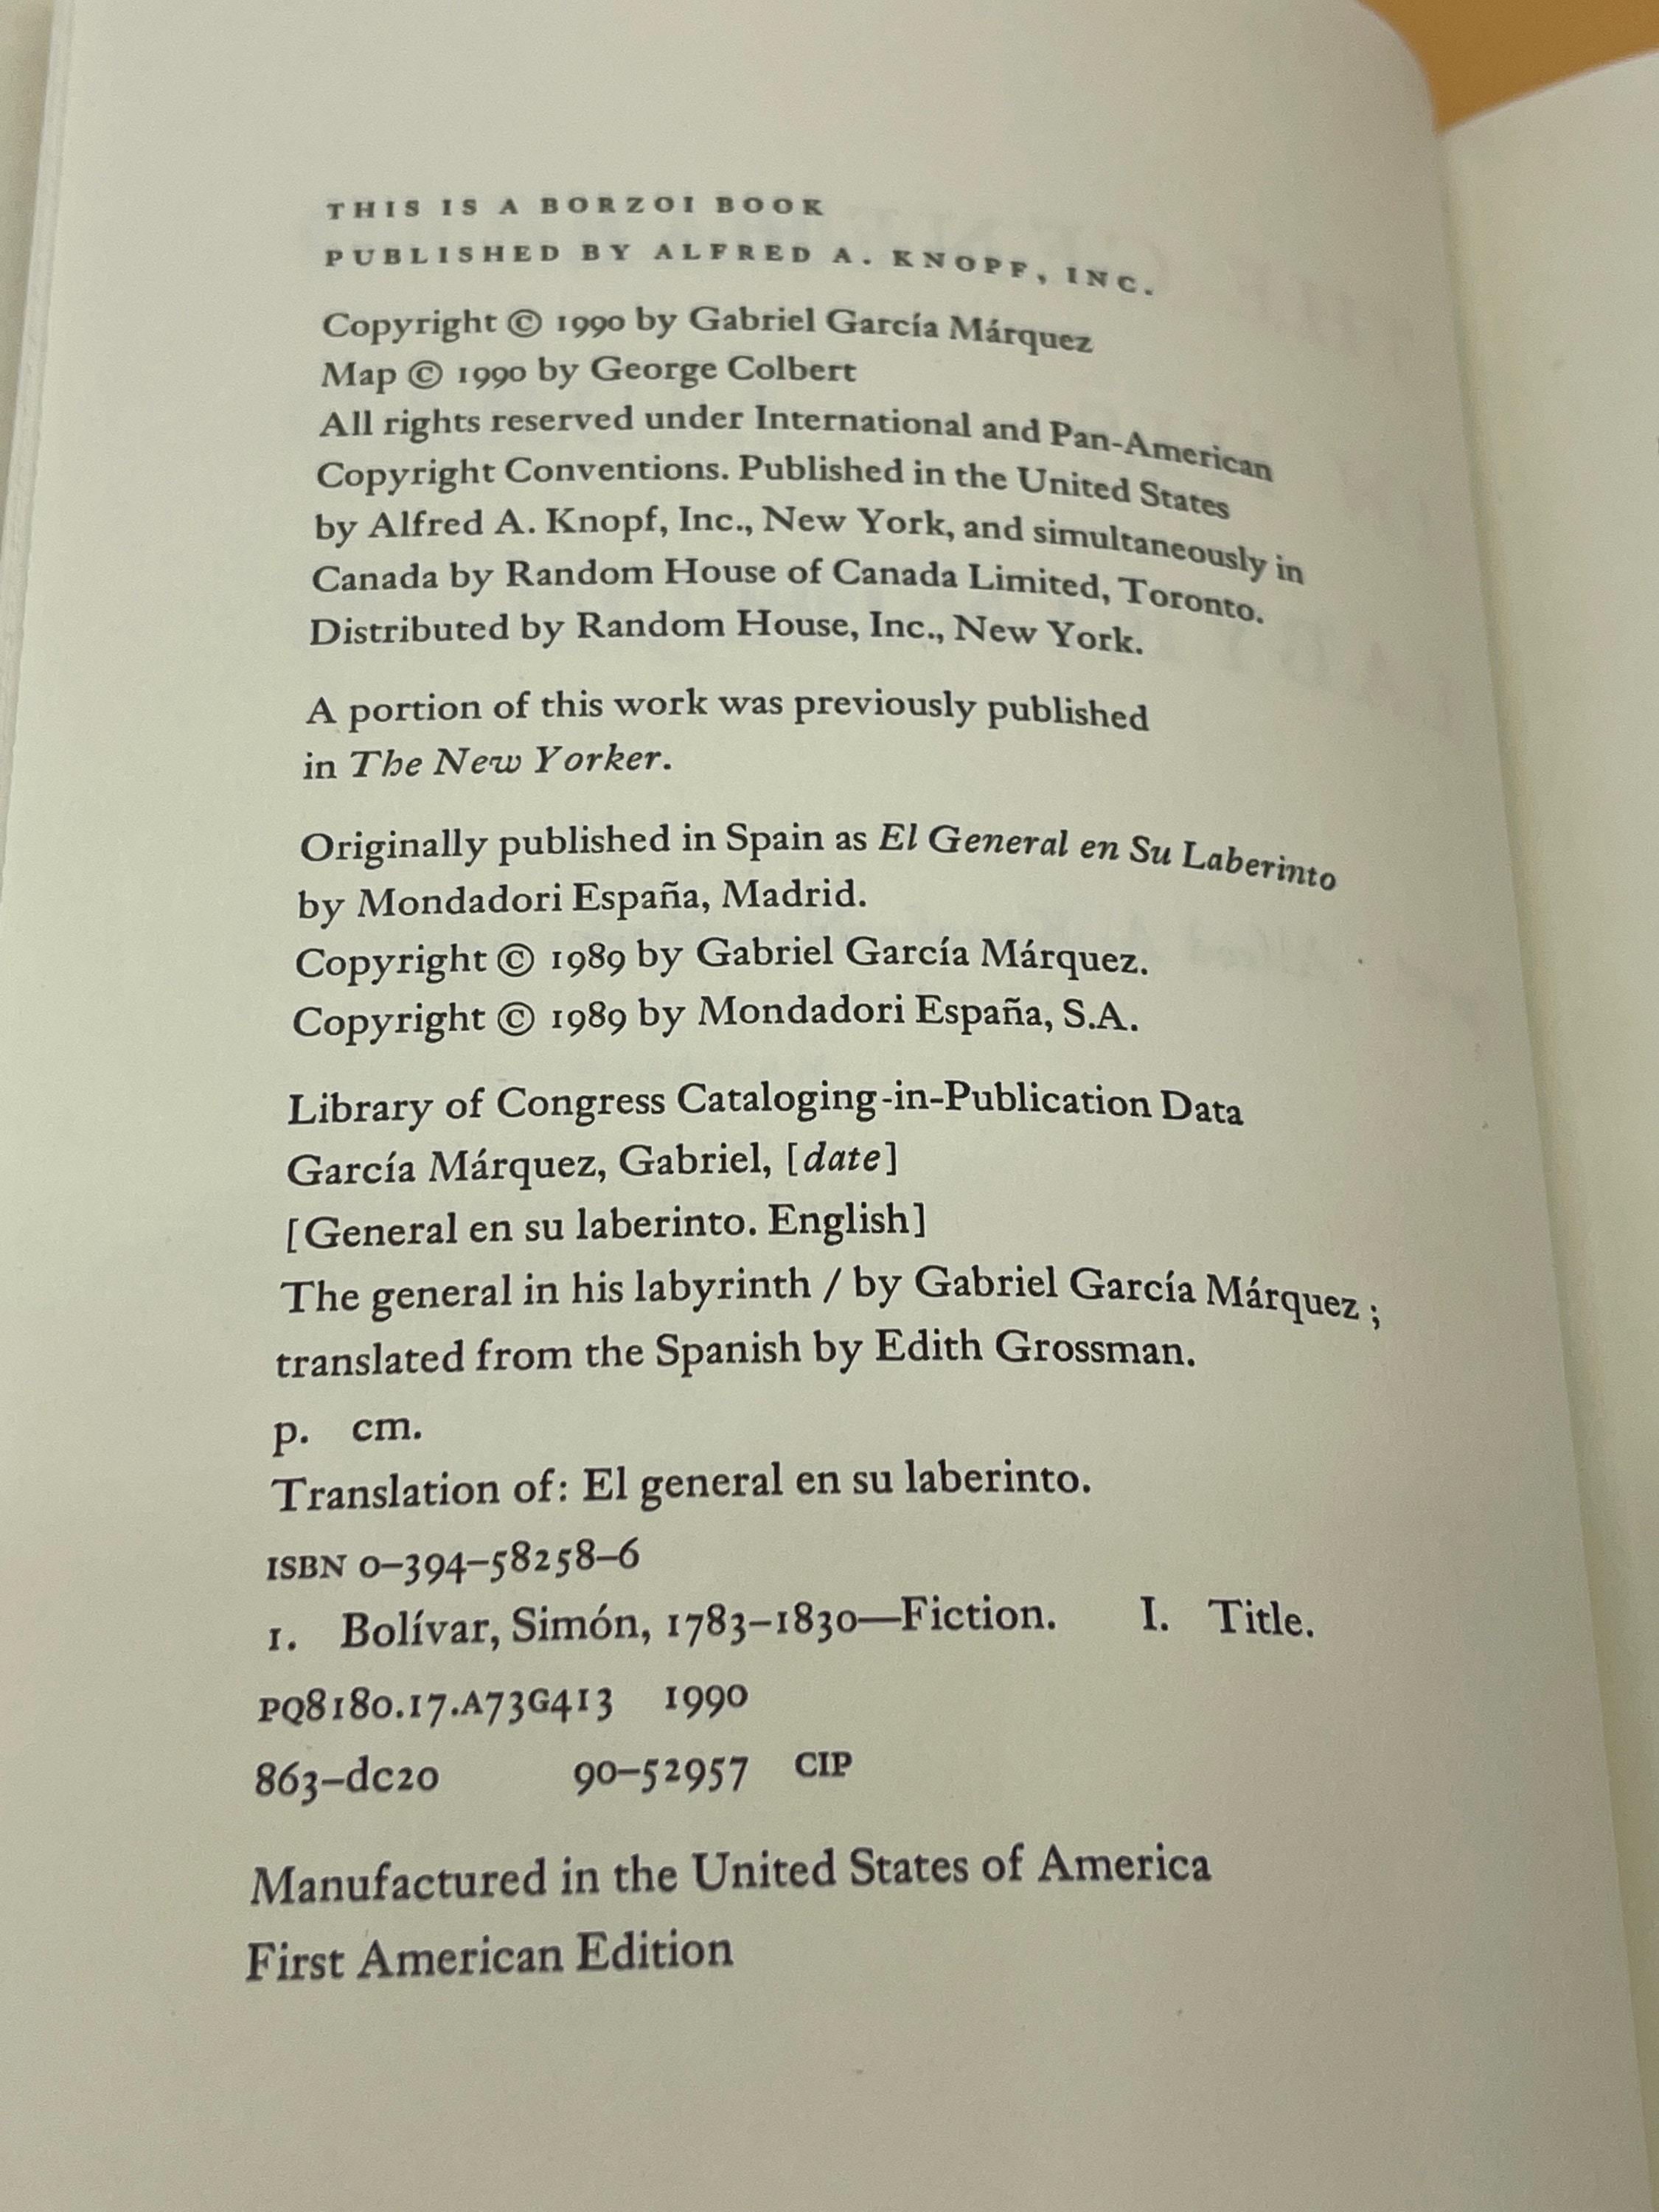 THIS IS A BORZOI BOOK
PUBLISHED BY ALFRED A. KNOPF, INC.
Copyright © 1990 by Gabriel García Márquez
Map © 1990 by George Colbert
All rights reserved under International and Pan-American
Copyright Conventions. Published in the United States
by Alfred A. Knopf, Inc., New York, and simultaneously in
Canada by Random House of Canada Limited, Toronto.
Distributed by Random House, Inc., New York.
A portion of this work was previously published
in The New Yorker.
Originally published in Spain as El General en Su Laberinto
by Mondadori España, Madrid.
Copyright © 1989 by Gabriel García Márquez.
Copyright © 1989 by Mondadori España, S.A.
Library of Congress Cataloging-in-Publication Data
García Márquez, Gabriel, [date]
[General en su laberinto. English]
The general in his labyrinth / by Gabriel García Márquez ;
translated from the Spanish by Edith Grossman.
p. cm.
Translation of: El general en su laberinto.
ISBN 0-394-58258-6
1. Bolívar, Simón, 1783–1830—Fiction. I. Title.
PQ8180.17.A73G413 1990
863–dc20 90–52957 CIP
Manufactured in the United States of America
First American Edition